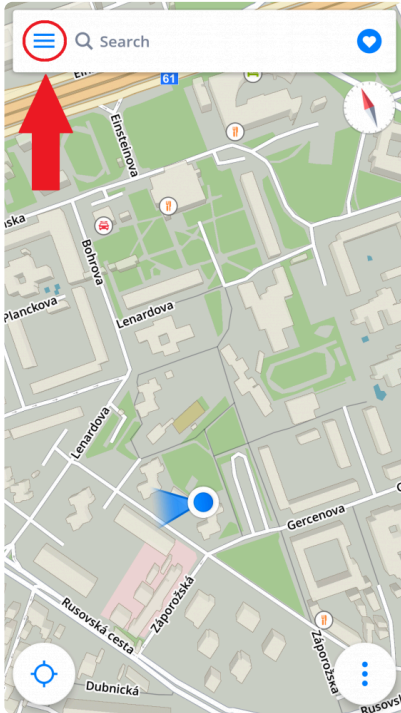 Search
61
Einsteinova
Bohrova
Planckova
Lenardova
Lenardova
Gercenova
Záporožská
Rusovská cesta
Záporožská
Dubnická